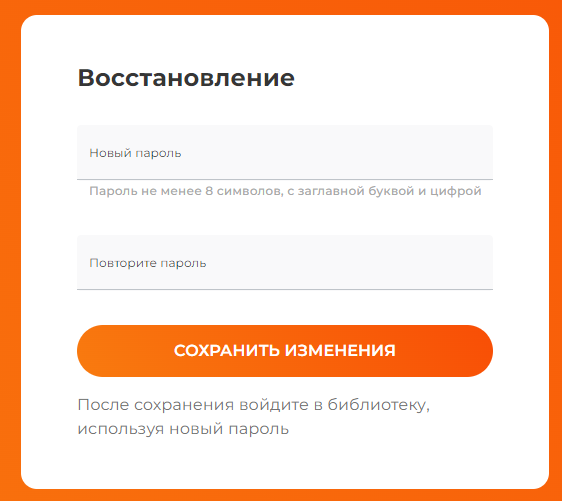 Восстановление
Новый пароль
Пароль не менее 8 символов, с заглавной буквой и цифрой
Повторите пароль
СОХРАНИТЬ ИЗМЕНЕНИЯ
После сохранения войдите в библиотеку,
используя новый пароль